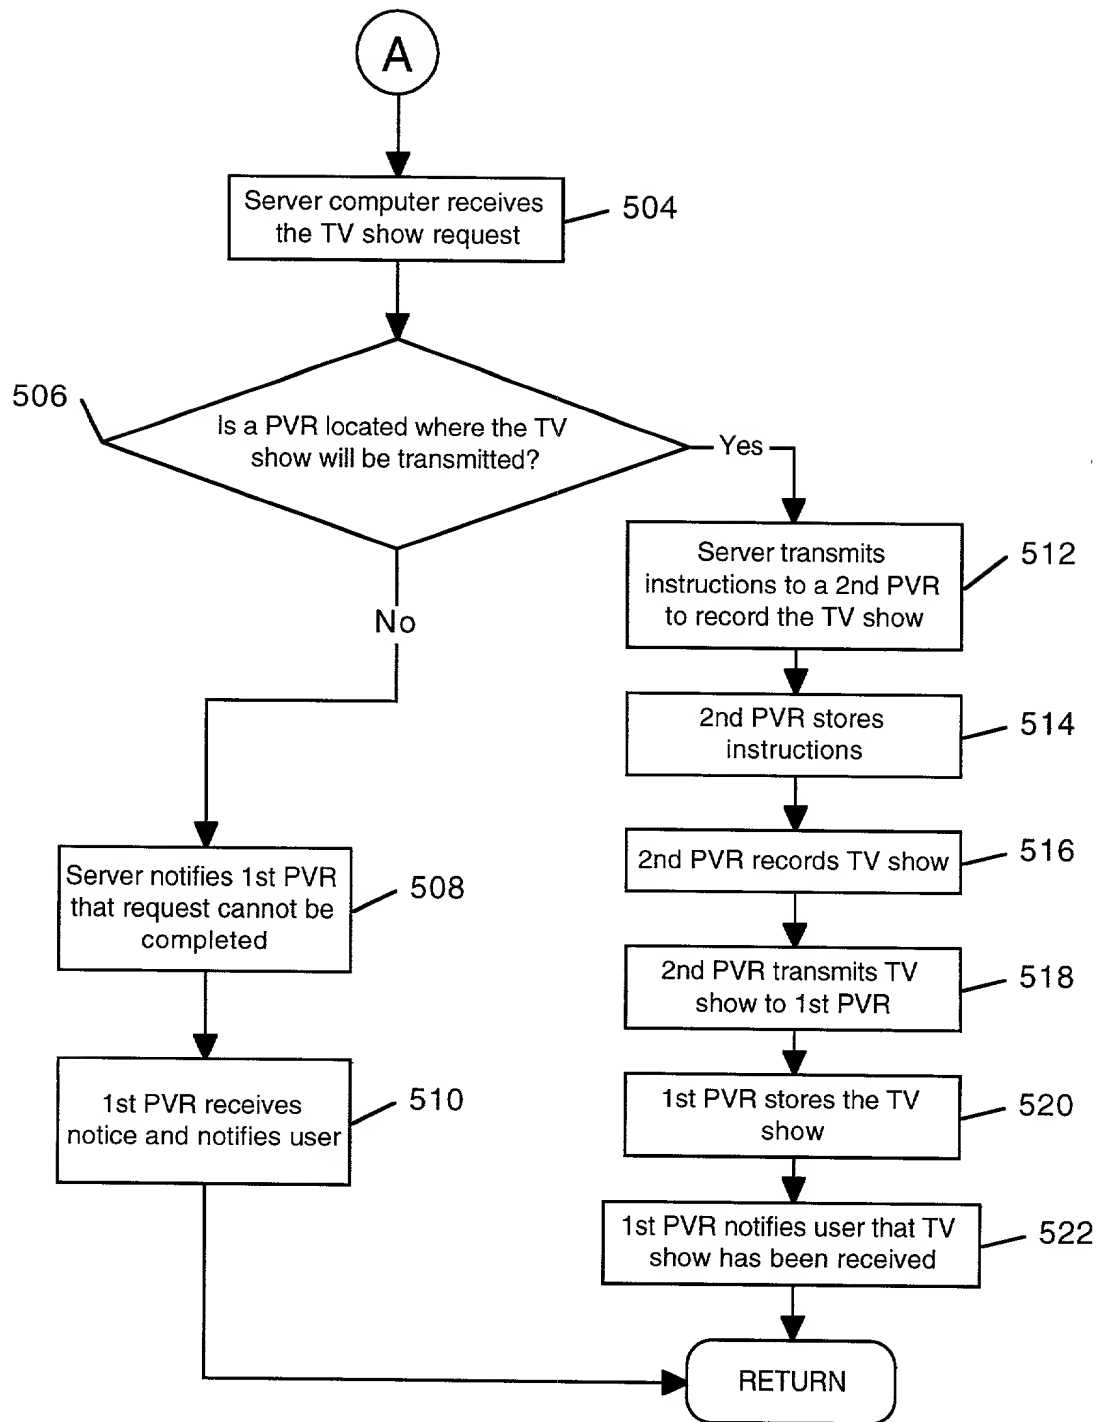 A
Server computer receives
the TV show request
504
506
Is a PVR located where the TV
show will be transmitted?
Yes
No
Server transmits
instructions to a 2nd PVR
to record the TV show
512
2nd PVR stores
instructions
514
2nd PVR records TV show
516
2nd PVR transmits TV
show to 1st PVR
518
1st PVR stores the TV
show
520
1st PVR notifies user that TV
show has been received
522
Server notifies 1st PVR
that request cannot be
completed
508
1st PVR receives
notice and notifies user
510
RETURN